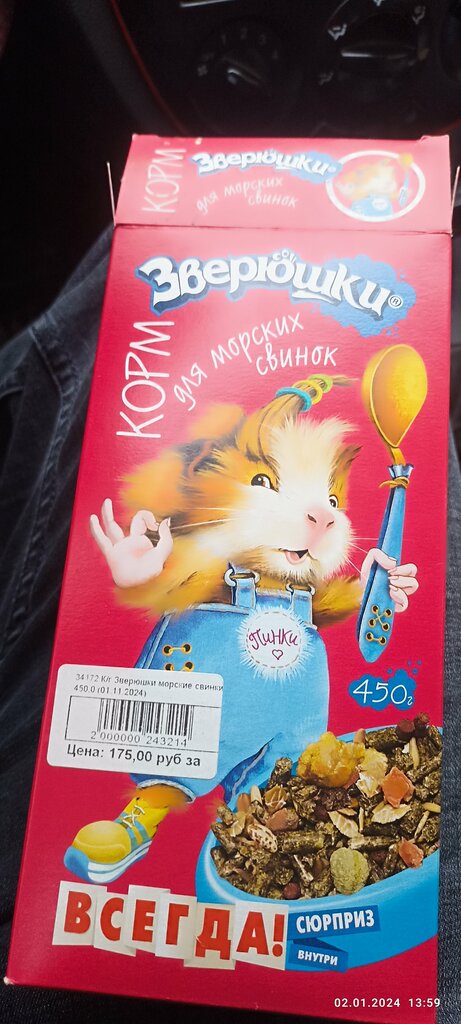 КОРМ
Зверюшки®
для морских
свинок
Зверюшки®
КОРМ
для морских
свинок
Пинки
450г
34172 К/г Зверюшки морские свинки
450,0 (01.11.2024)
2 000000 243214
Цена: 175,00 руб за
ВСЕГДА!
СЮРПРИЗ
ВНУТРИ
02.01.2024 13:59